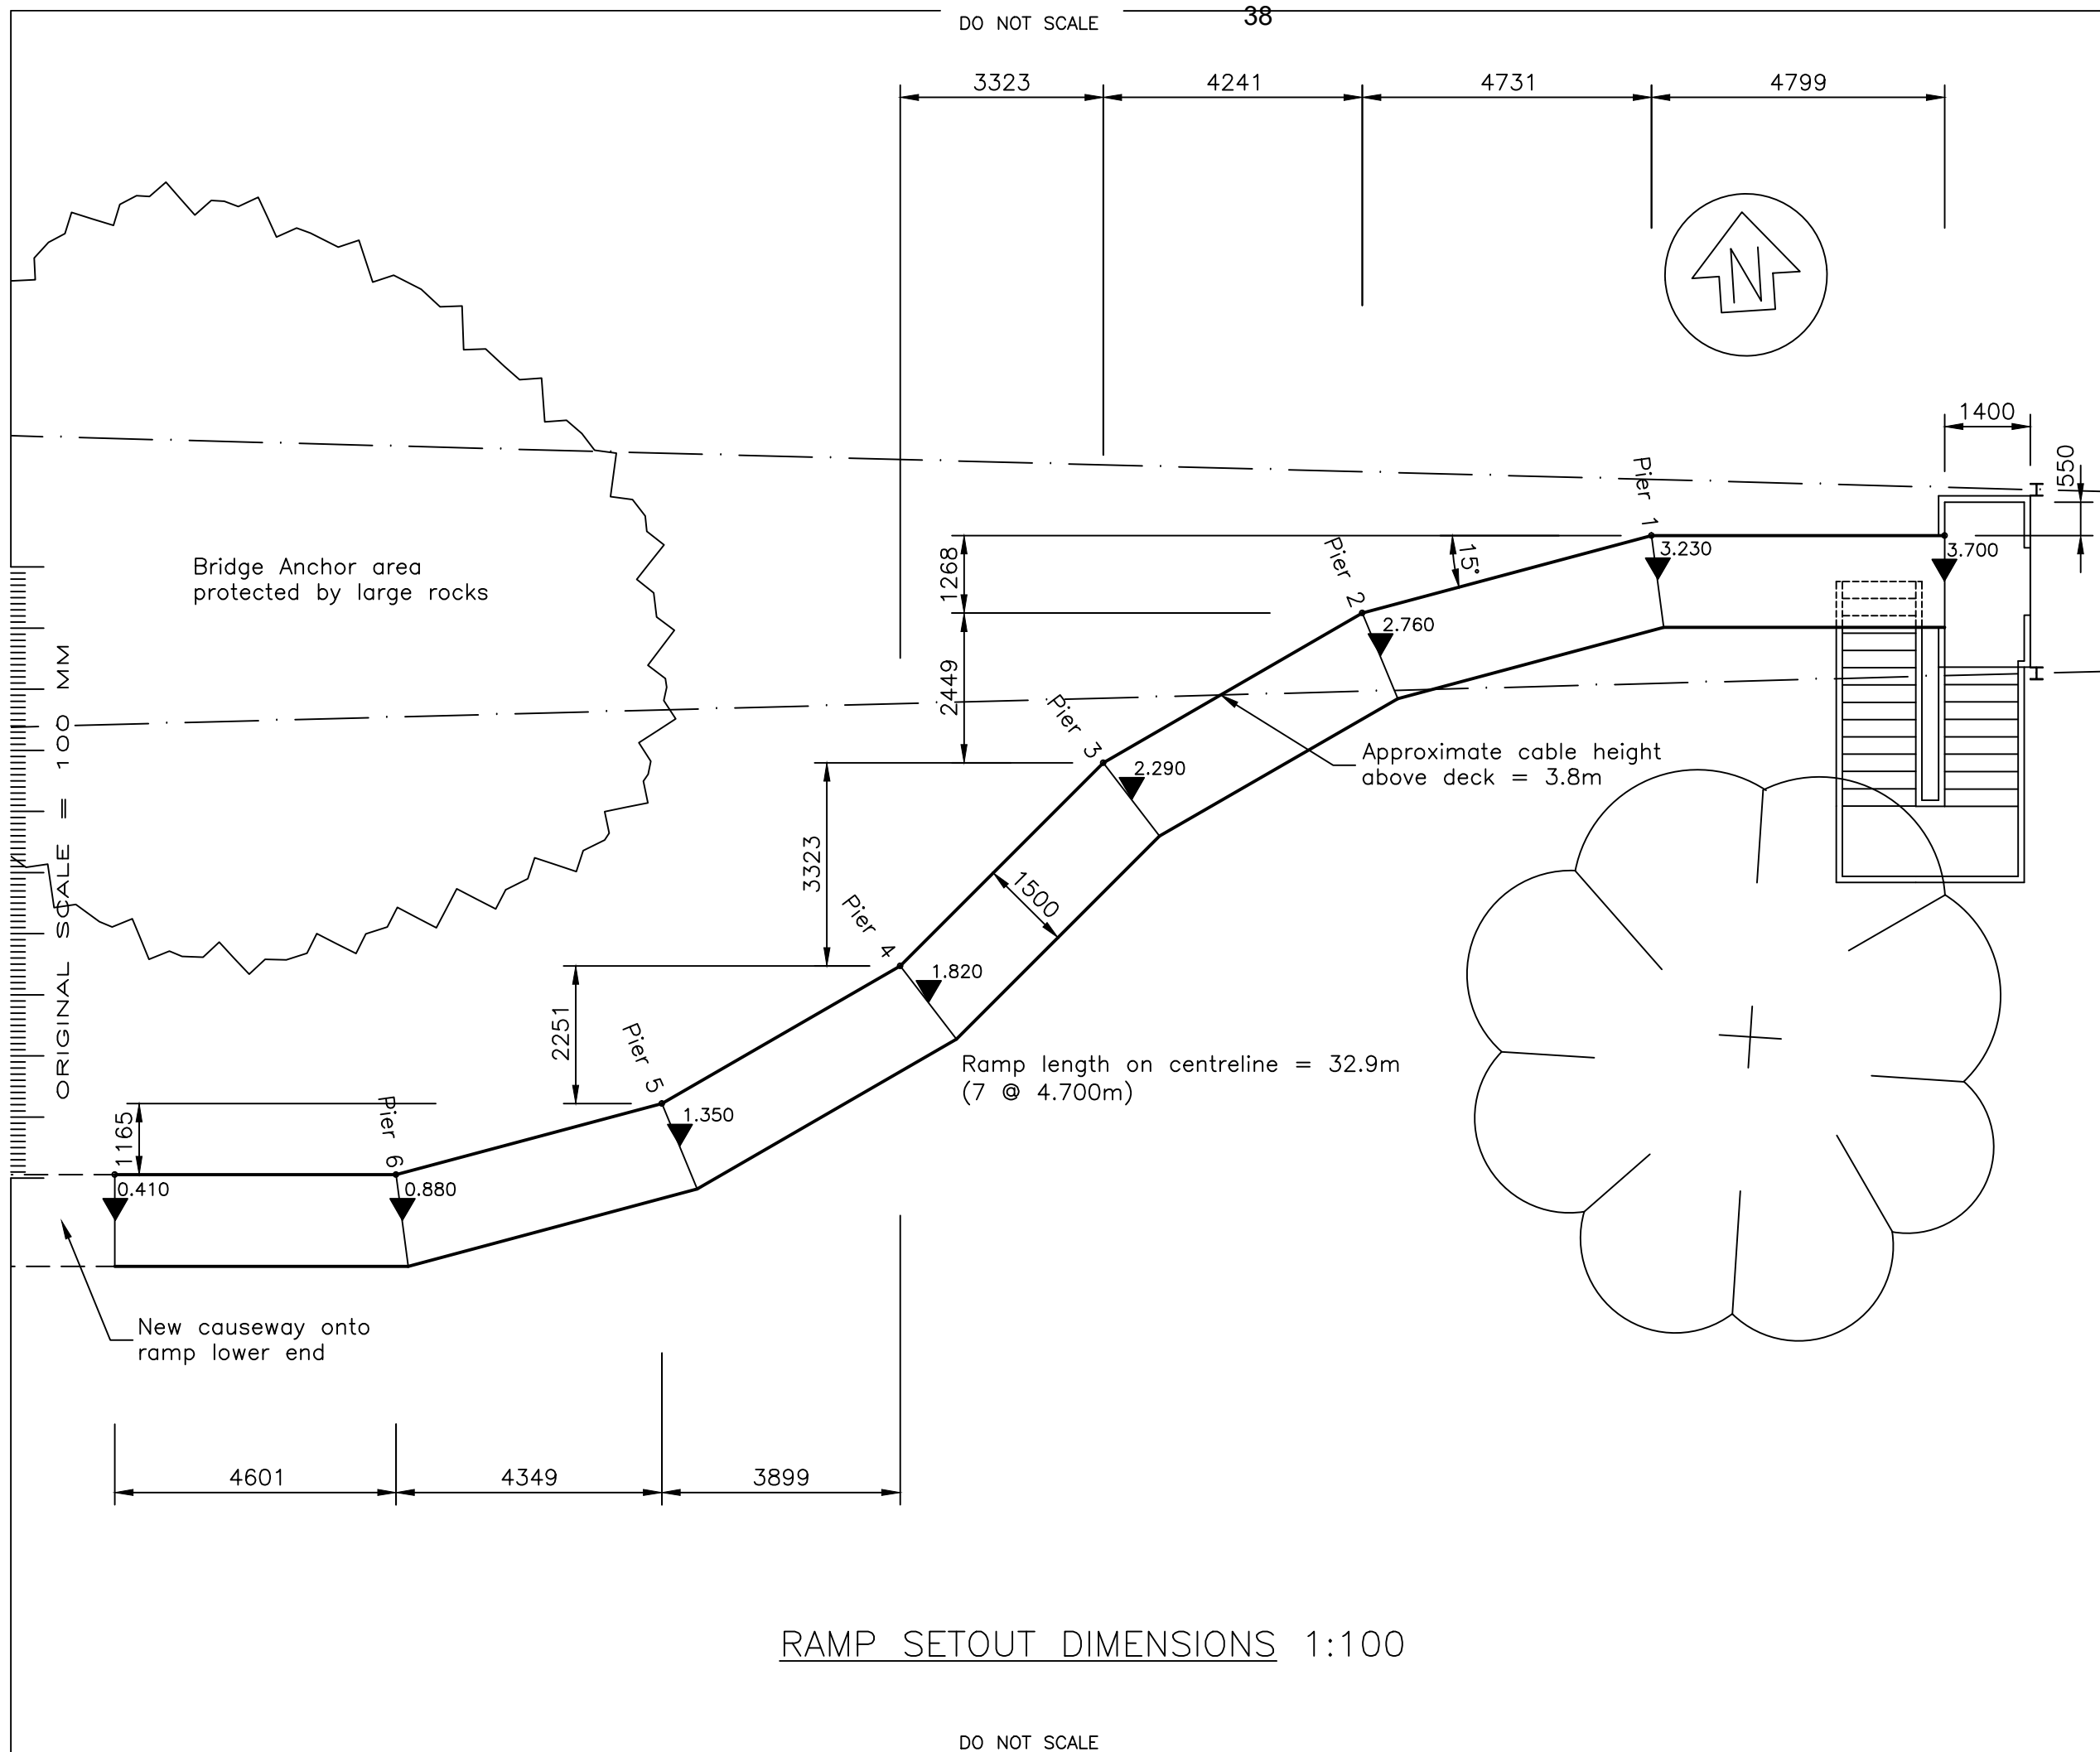 DO NOT SCALE
38
3323
4241
4731
4799
1400
550
Pier 1
3.230
3.700
15°
1268
Pier 2
2.760
Bridge Anchor area
protected by large rocks
2449
Pier 3
2.290
Approximate cable height
above deck = 3.8m
ORIGINAL SCALE = 100 MM
3323
1500
Pier 4
1.820
2251
Ramp length on centreline = 32.9m
(7 @ 4.700m)
Pier 5
1.350
1165
Pier 6
0.410
0.880
New causeway onto
ramp lower end
4601
4349
3899
N
RAMP SETOUT DIMENSIONS 1:100
DO NOT SCALE